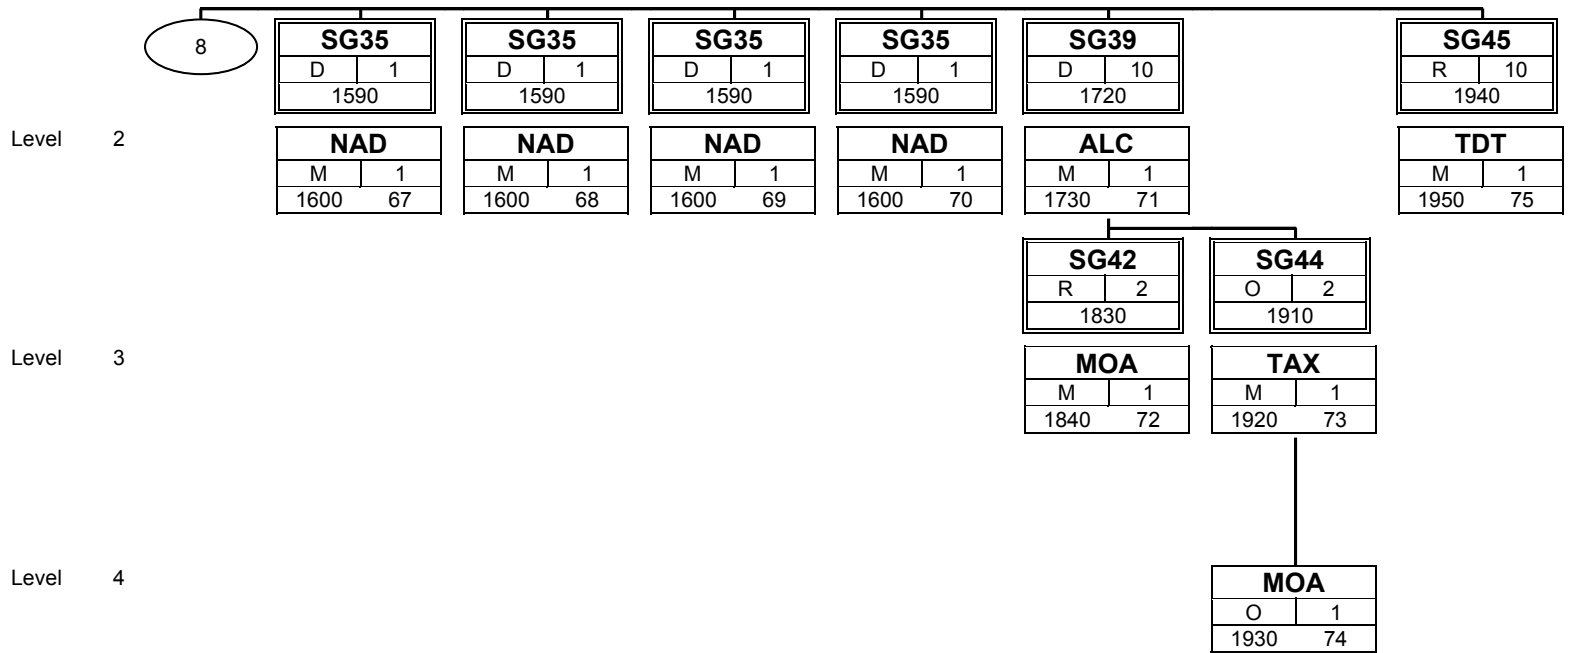 8
SG35 SG35 SG35 SG35 SG39 SG45
D 1 D 1 D 1 D 1 D 10 R 10
1590 1590 1590 1590 1720 1940
Level 2 NAD NAD NAD NAD ALC TDT
M 1 M 1 M 1 M 1 M 1 M 1
1600 67 1600 68 1600 69 1600 70 1730 71 1950 75
SG42 SG44
R 2 O 2
1830 1910
Level 3 MOA TAX
M 1 M 1
1840 72 1920 73
Level 4 MOA
O 1
1930 74